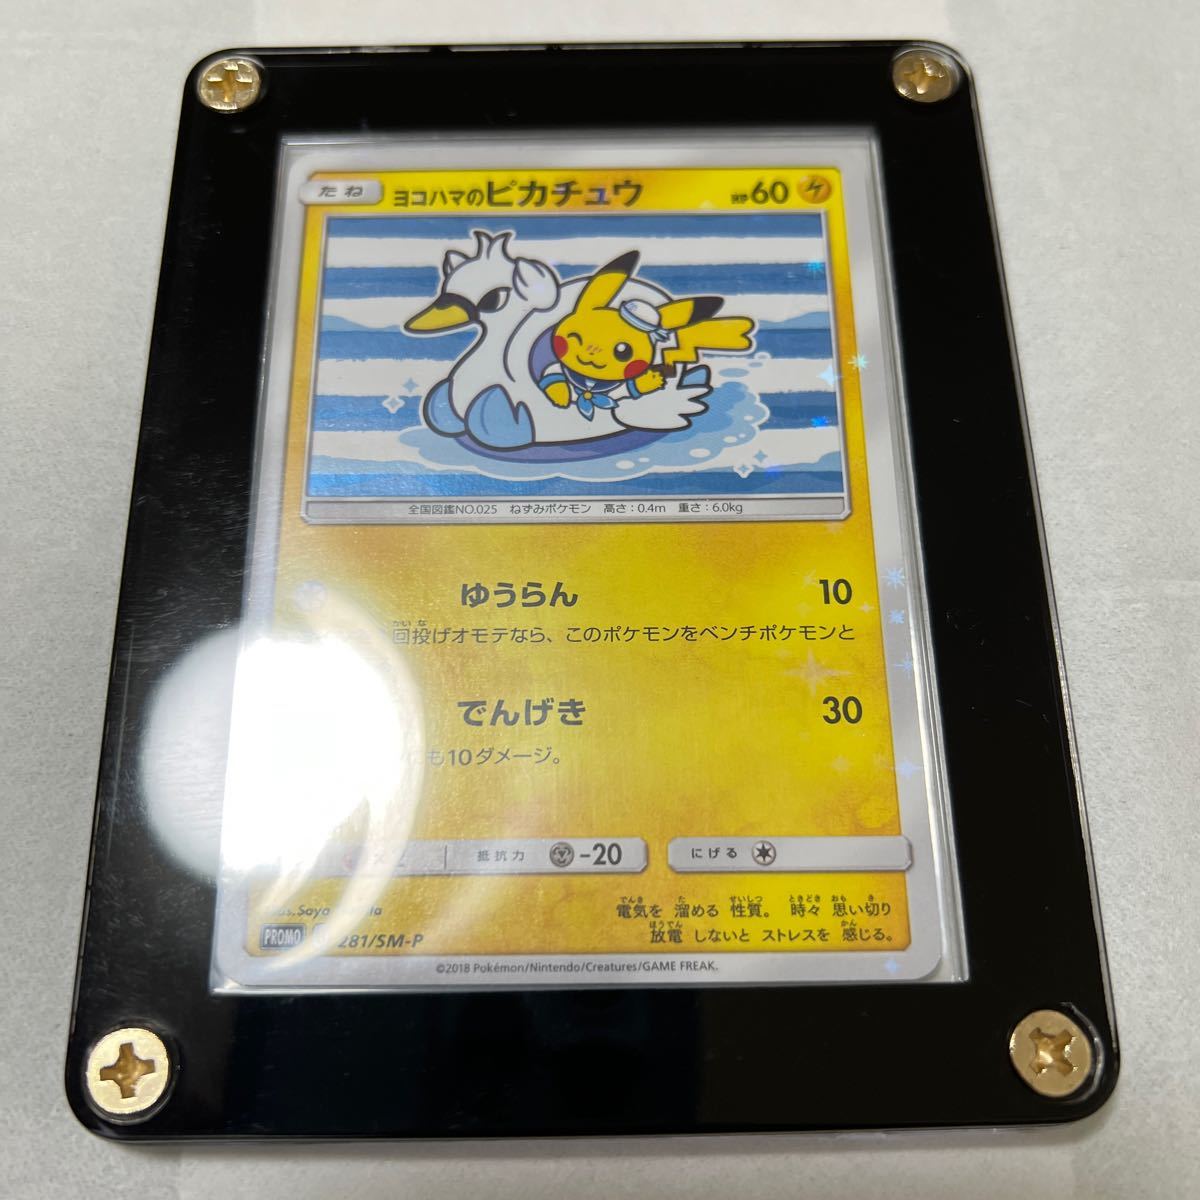 たね ヨコハマのピカチュウ HP60
全国図鑑NO.025 ねずみポケモン 高さ:0.4m 重さ:6.0kg
ゆうらん 10
回投げオモテなら、このポケモンをベンチポケモンと
でんげき 30
にも10ダメージ。
抵抗力 -20 にげる
電気を 溜める 性質。 時々 思い切り
放電 しないと ストレスを 感じる。
PROMO 281/SM-P
©2018 Pokémon/Nintendo/Creatures/GAME FREAK.